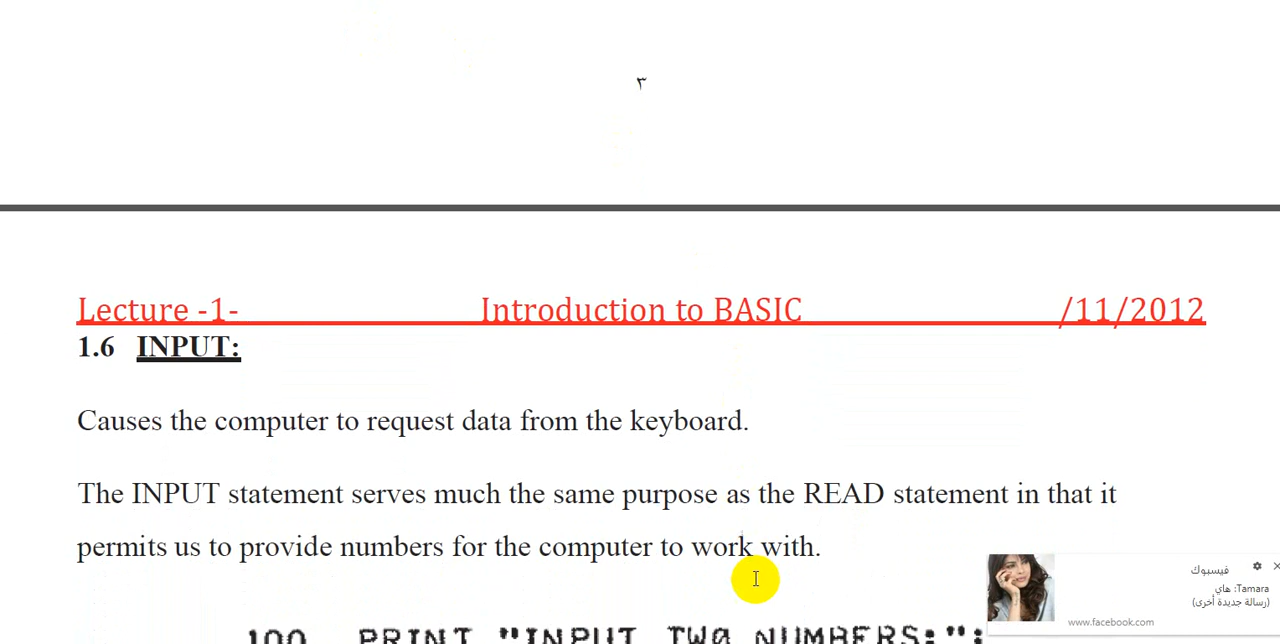 ٣
Lecture -1- Introduction to BASIC /11/2012
1.6 INPUT:
Causes the computer to request data from the keyboard.
The INPUT statement serves much the same purpose as the READ statement in that it
permits us to provide numbers for the computer to work with.
100 PRINT "INPUT TWO NUMBERS:";
فيسبوك
Tamara: هاي
(رسالة جديدة أخرى)
www.facebook.com